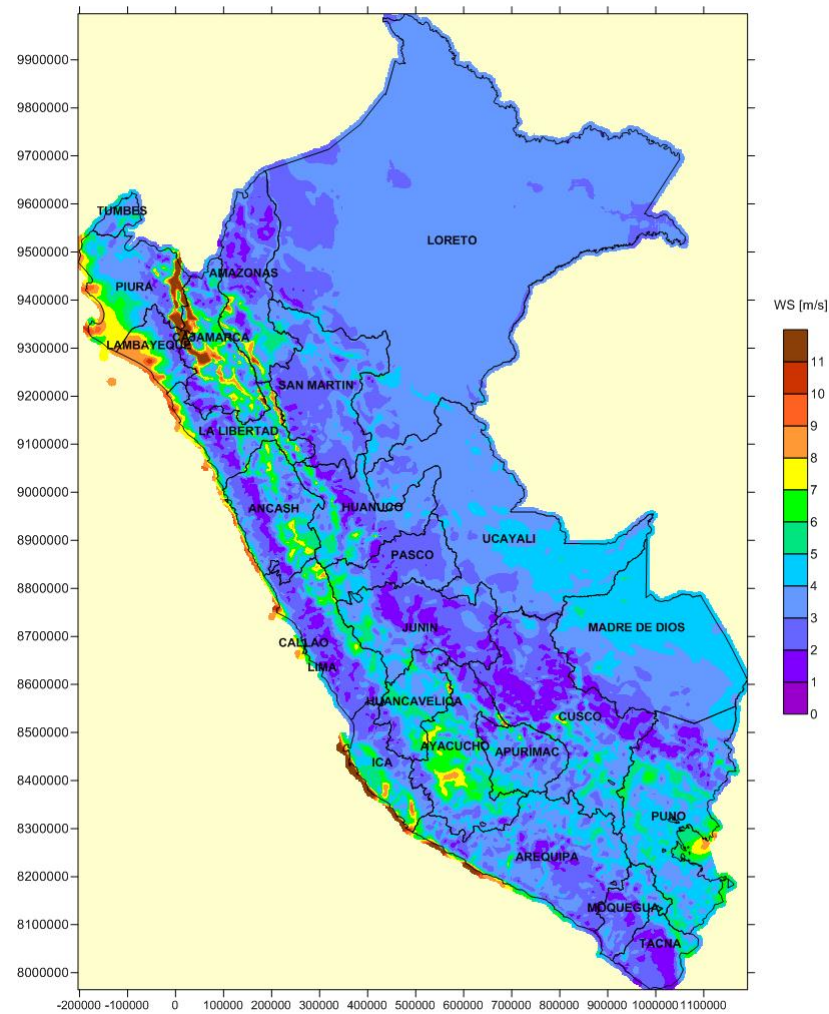 9900000
9800000
9700000
9600000
9500000
9400000
9300000
9200000
9100000
9000000
8900000
8800000
8700000
8600000
8500000
8400000
8300000
8200000
8100000
8000000
TUMBES
LORETO
PIURA
AMAZONAS
LAMBAYEQUE
CAJAMARCA
SAN MARTIN
LA LIBERTAD
ANCASH
HUANUCO
UCAYALI
PASCO
JUNIN
MADRE DE DIOS
CALLAO
LIMA
HUANCAVELICA
CUSCO
AYACUCHO
APURIMAC
ICA
PUNO
AREQUIPA
MOQUEGUA
TACNA
-200000 -100000 0 100000 200000 300000 400000 500000 600000 700000 800000 900000 1000000 1100000
WS [m/s]
11
10
9
8
7
6
5
4
3
2
1
0